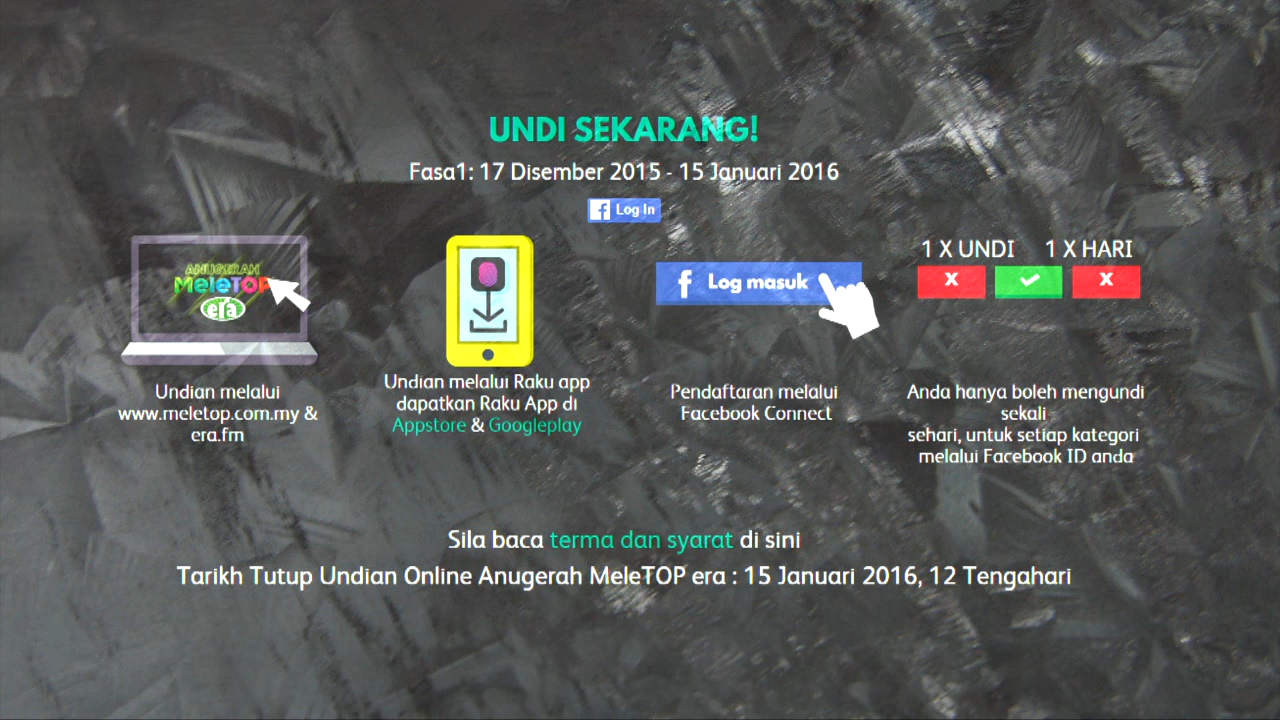 UNDI SEKARANG!
Fasa1: 17 Disember 2015 - 15 Januari 2016
Log In
ANUGERAH
MeleTOP
era
Undian melalui
www.meletop.com.my &
era.fm
Undian melalui Raku app
dapatkan Raku App di
Appstore & Googleplay
Log masuk
Pendaftaran melalui
Facebook Connect
1 X UNDI 1 X HARI
Anda hanya boleh mengundi
sekali
sehari, untuk setiap kategori
melalui Facebook ID anda
Sila baca terma dan syarat di sini
Tarikh Tutup Undian Online Anugerah MeleTOP era : 15 Januari 2016, 12 Tengahari